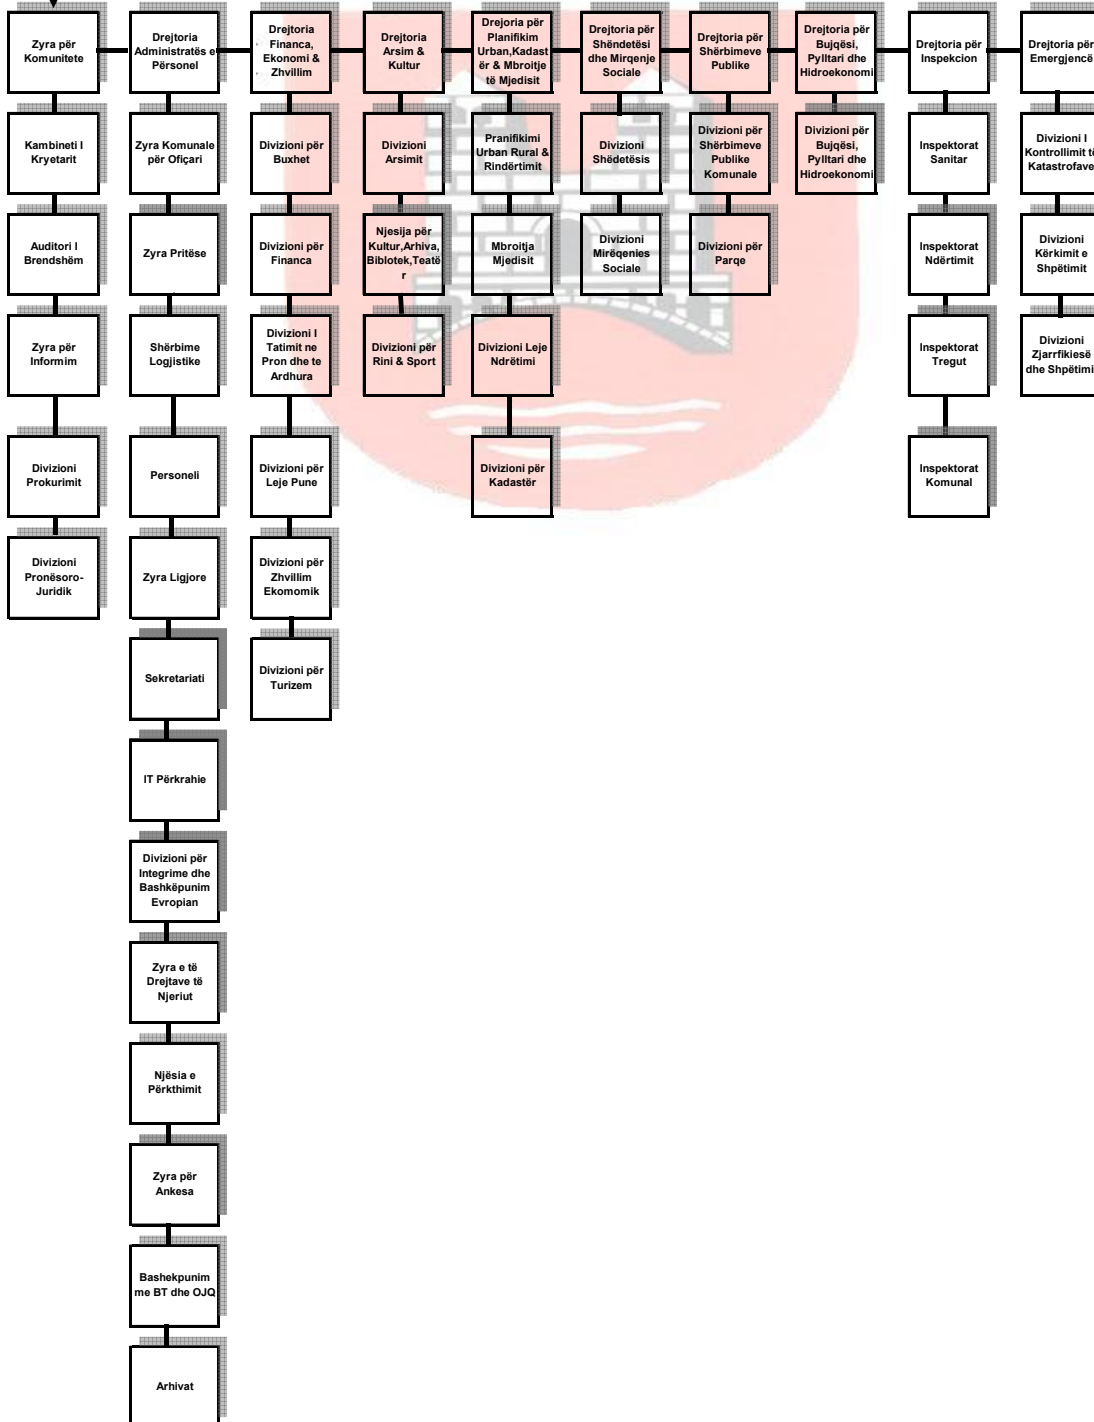 Zyra për
Komunitete
Drejtoria
Administratës e
Përsonel
Drejtoria
Financa,
Ekonomi &
Zhvillim
Drejtoria
Arsim &
Kultur
Drejoria për
Planifikim
Urban,Kadast
ër & Mbroitje
të Mjedisit
Drejtoria për
Shëndetësi
dhe Mirqenje
Sociale
Drejtoria për
Shërbimeve
Publike
Drejtoria për
Bujqësi,
Pylltari dhe
Hidroekonomi
Drejtoria për
Inspekcion
Drejtoria për
Emergjencë
Kambineti I
Kryetarit
Zyra Komunale
për Ofiçari
Divizioni për
Buxhet
Divizioni
Arsimit
Pranifikimi
Urban Rural &
Rindërtimit
Divizioni
Shëdetësis
Divizioni për
Shërbimeve
Publike
Komunale
Divizioni për
Bujqësi,
Pylltari dhe
Hidroekonomi
Inspektorat
Sanitar
Divizioni I
Kontrollimit të
Katastrofave
Auditori I
Brendshëm
Zyra Pritëse
Divizioni për
Financa
Njesija për
Kultur,Arhiva,
Biblotek,Teatë
r
Mbroitja
Mjedisit
Divizioni
Mirëqenies
Sociale
Divizioni për
Parqe
Inspektorat
Ndërtimit
Divizioni
Kërkimit e
Shpëtimit
Zyra për
Informim
Shërbime
Logjistike
Divizioni I
Tatimit ne
Pron dhe te
Ardhura
Divizioni për
Rini & Sport
Divizioni Leje
Ndrëtimi
Inspektorat
Tregut
Divizioni
Zjarrfikiesë
dhe Shpëtimi
Divizioni
Prokurimit
Personeli
Divizioni për
Leje Pune
Divizioni për
Kadastër
Inspektorat
Komunal
Divizioni
Pronësoro-
Juridik
Zyra Ligjore
Divizioni për
Zhvillim
Ekomomik
Sekretariati
Divizioni për
Turizem
IT Përkrahie
Divizioni për
Integrime dhe
Bashkëpunim
Evropian
Zyra e të
Drejtave të
Njeriut
Njësia e
Përkthimit
Zyra për
Ankesa
Bashekpunim
me BT dhe OJQ
Arhivat